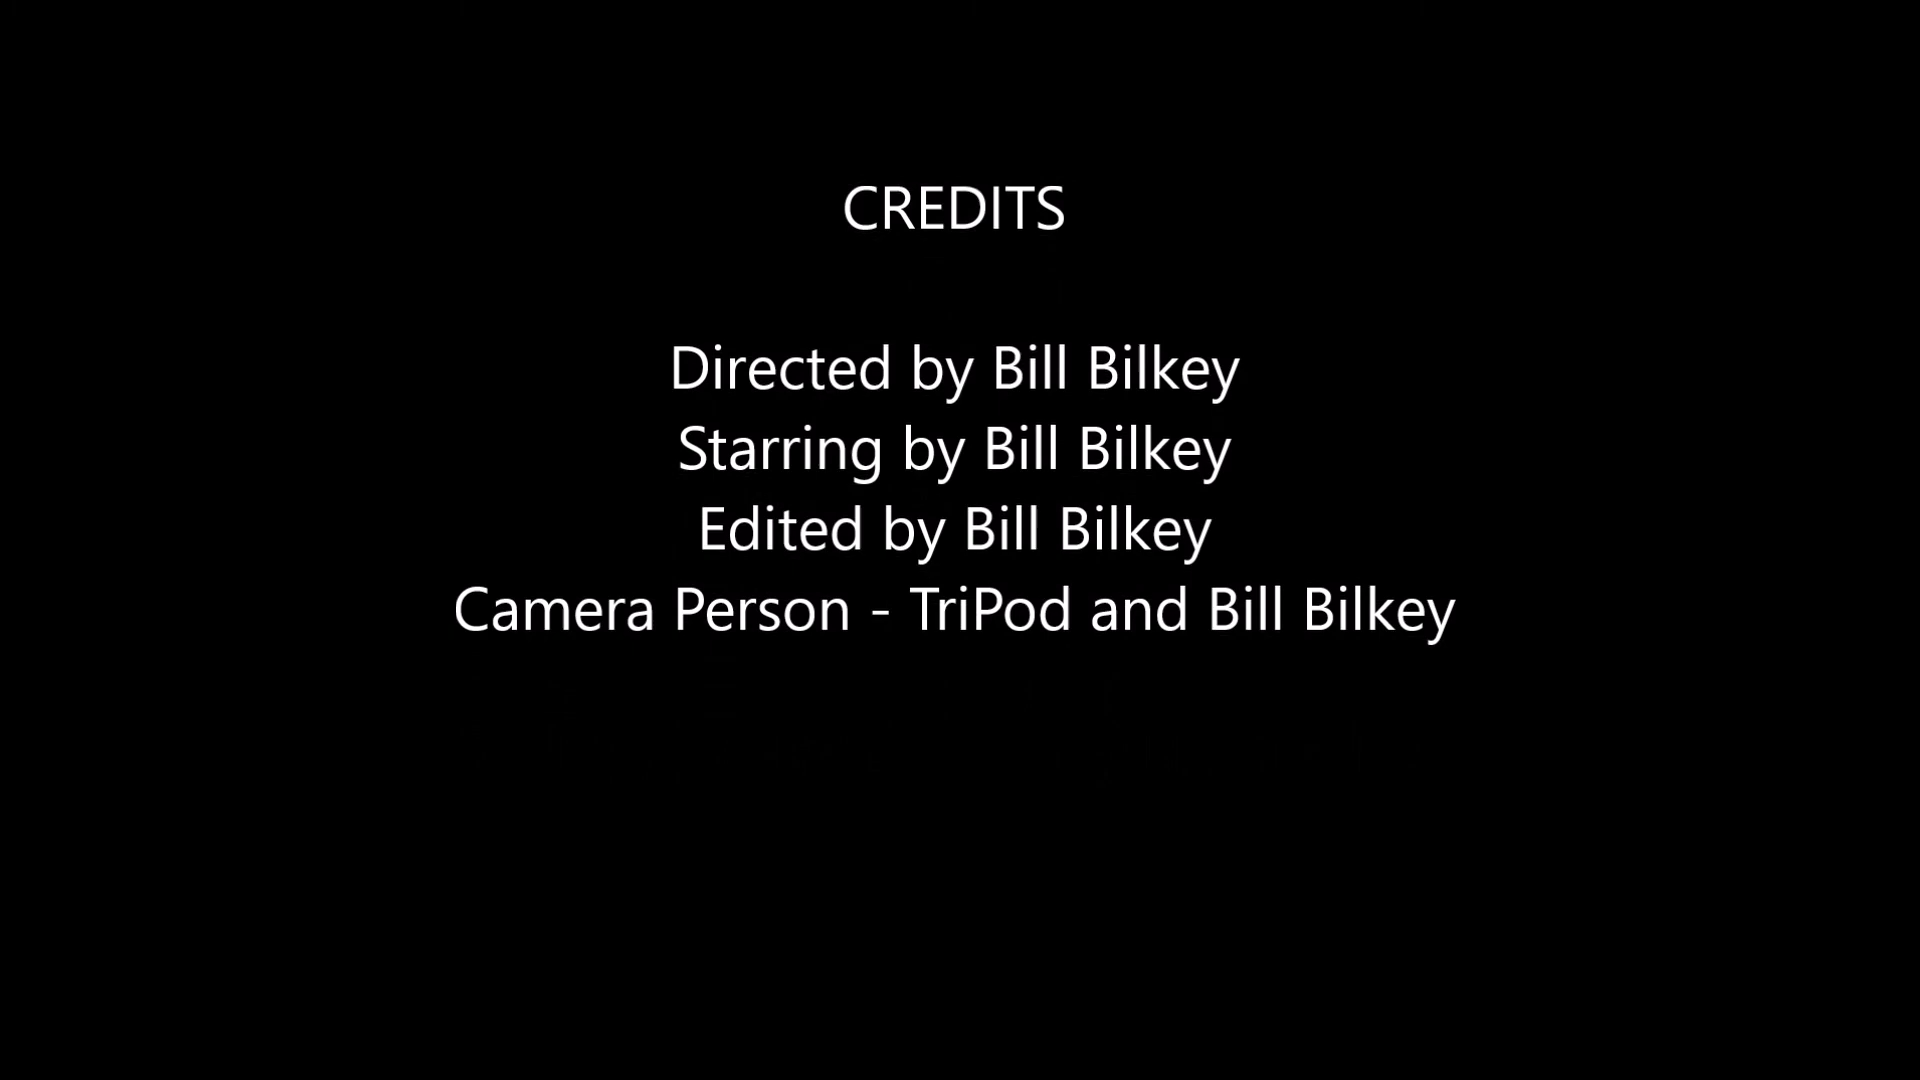 CREDITS
Directed by Bill Bilkey
Starring by Bill Bilkey
Edited by Bill Bilkey
Camera Person - TriPod and Bill Bilkey